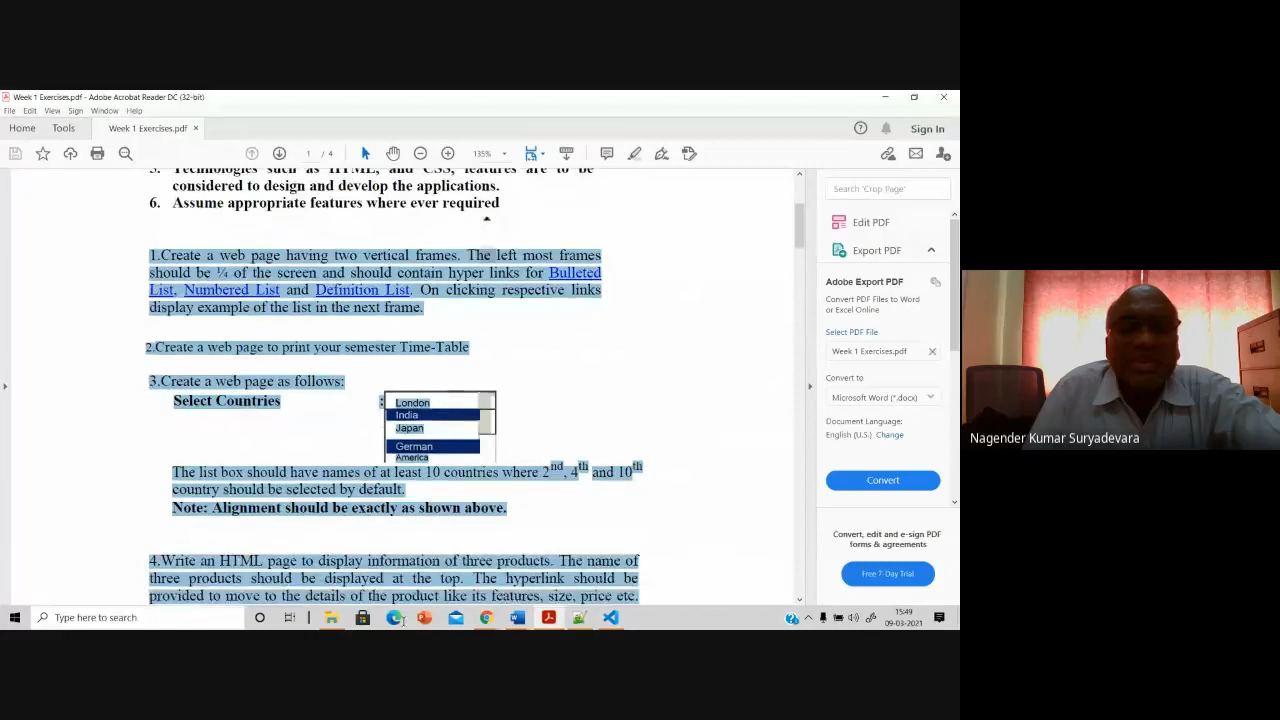 Week 1 Exercises.pdf - Adobe Acrobat Reader DC (32-bit)
File Edit View Sign Window Help
Home Tools Week 1 Exercises.pdf × Sign In
1 / 4 135%
5. Technologies such as HTML, and CSS, features are to be
considered to design and develop the applications.
6. Assume appropriate features where ever required
1.Create a web page having two vertical frames. The left most frames
should be ¼ of the screen and should contain hyper links for Bulleted
List, Numbered List and Definition List. On clicking respective links
display example of the list in the next frame.
2.Create a web page to print your semester Time-Table
3.Create a web page as follows:
Select Countries :
London
India
Japan
German
America
The list box should have names of at least 10 countries where 2nd, 4th and 10th
country should be selected by default.
Note: Alignment should be exactly as shown above.
4.Write an HTML page to display information of three products. The name of
three products should be displayed at the top. The hyperlink should be
provided to move to the details of the product like its features, size, price etc.
Search 'Crop Page'
Edit PDF
Export PDF
Adobe Export PDF
Convert PDF Files to Word
or Excel Online
Select PDF File
Week 1 Exercises.pdf
Convert to
Microsoft Word (*.docx)
Document Language:
English (U.S.) Change
Convert
Convert, edit and e-sign PDF
forms & agreements
Free 7-Day Trial
Nagender Kumar Suryadevara
Type here to search
15:49
09-03-2021